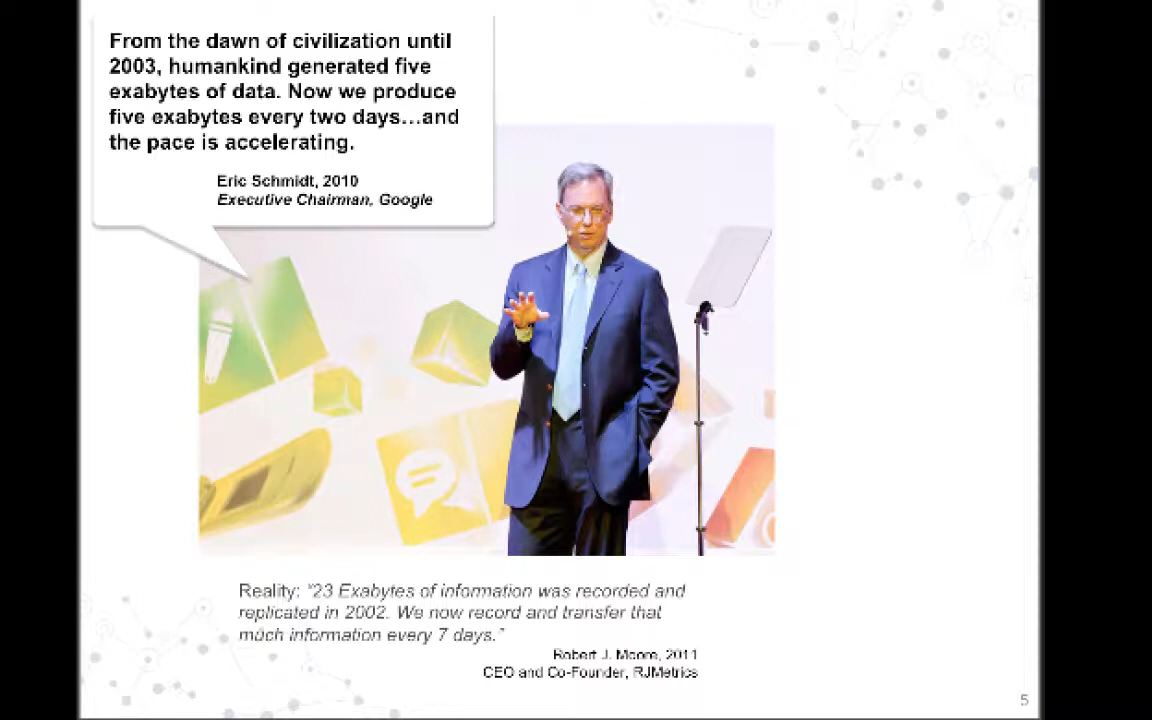 From the dawn of civilization until
2003, humankind generated five
exabytes of data. Now we produce
five exabytes every two days…and
the pace is accelerating.
Eric Schmidt, 2010
Executive Chairman, Google
Reality: “23 Exabytes of information was recorded and
replicated in 2002. We now record and transfer that
much information every 7 days.”
Robert J. Moore, 2011
CEO and Co-Founder, RJMetrics
5